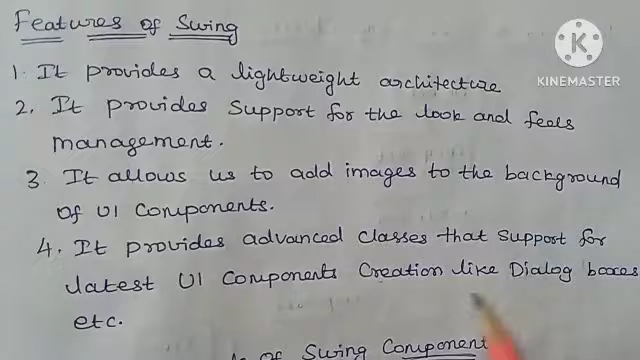 Features of Swing
KINEMASTER
1. It provides a lightweight architecture
2. It provides Support for the look and feels
management.
3. It allows us to add images to the background
of UI Components.
4. It provides advanced classes that support for
latest UI Components Creation like Dialog boxes
etc.
Of Swing Component